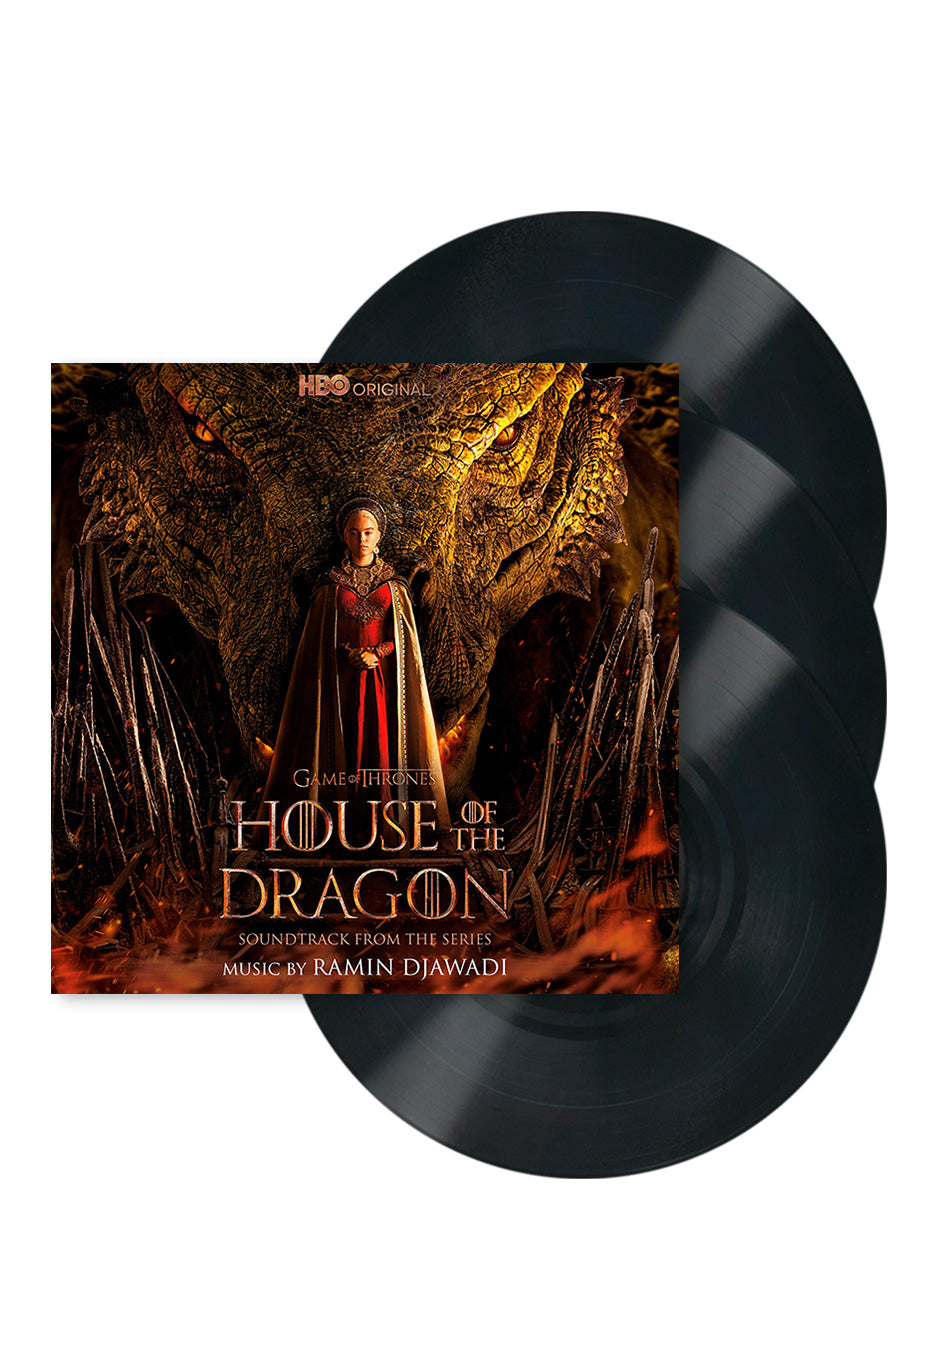 HBO ORIGINAL
GAME OF THRONES
HOUSE OF THE
DRAGON
SOUNDTRACK FROM THE SERIES
MUSIC BY RAMIN DJAWADI